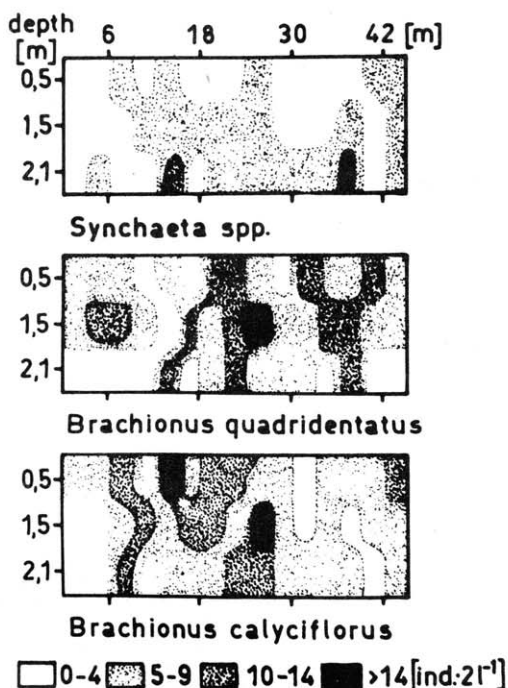 depth 6 18 30 42 [m]
[m]
0,5
1,5
2,1
Synchaeta spp.
0,5
1,5
2,1
Brachionus quadridentatus
0,5
1,5
2,1
Brachionus calyciflorus
0-4 5-9 10-14 >14 [ind.·2l⁻¹]